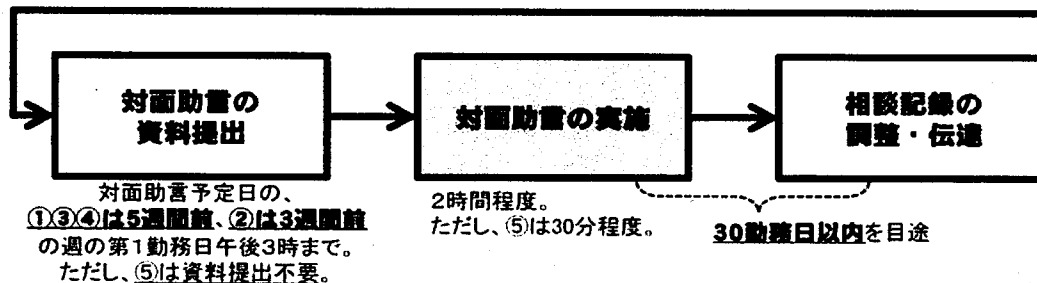 対面助言の
資料提出
対面助言の実施
相談記録の
調整・伝達
対面助言予定日の、
①③④は5週間前、②は3週間前
の週の第1勤務日午後3時まで。
ただし、⑤は資料提出不要。
2時間程度。
ただし、⑤は30分程度。
30勤務日以内を目途